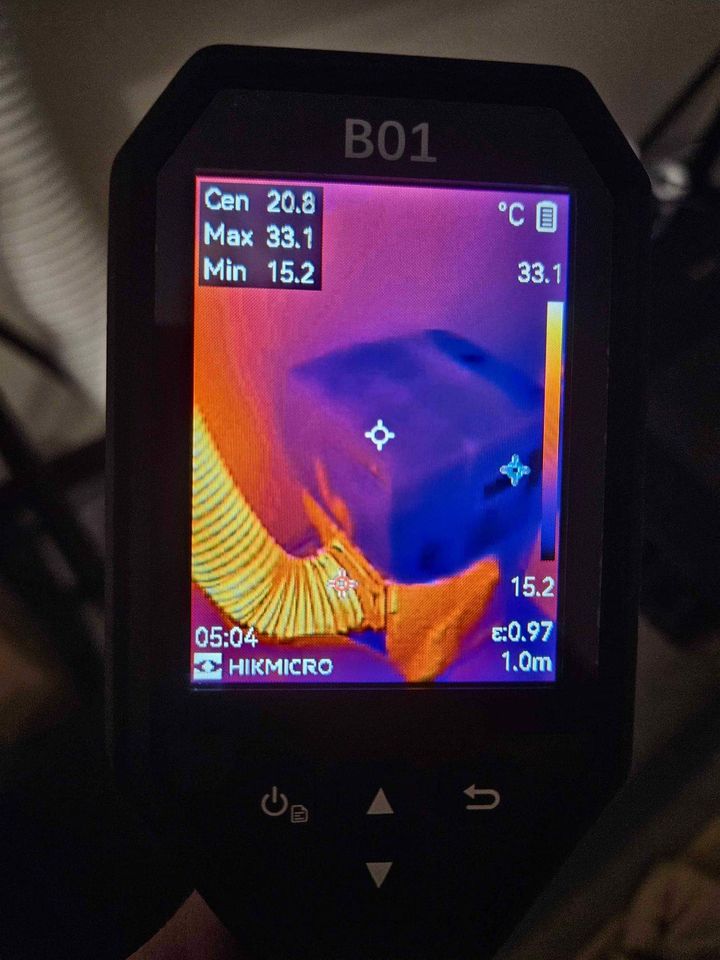 B01
Cen 20.8
Max 33.1
Min 15.2
°C
33.1
15.2
05:04
ε:0.97
HIKMICRO
1.0m